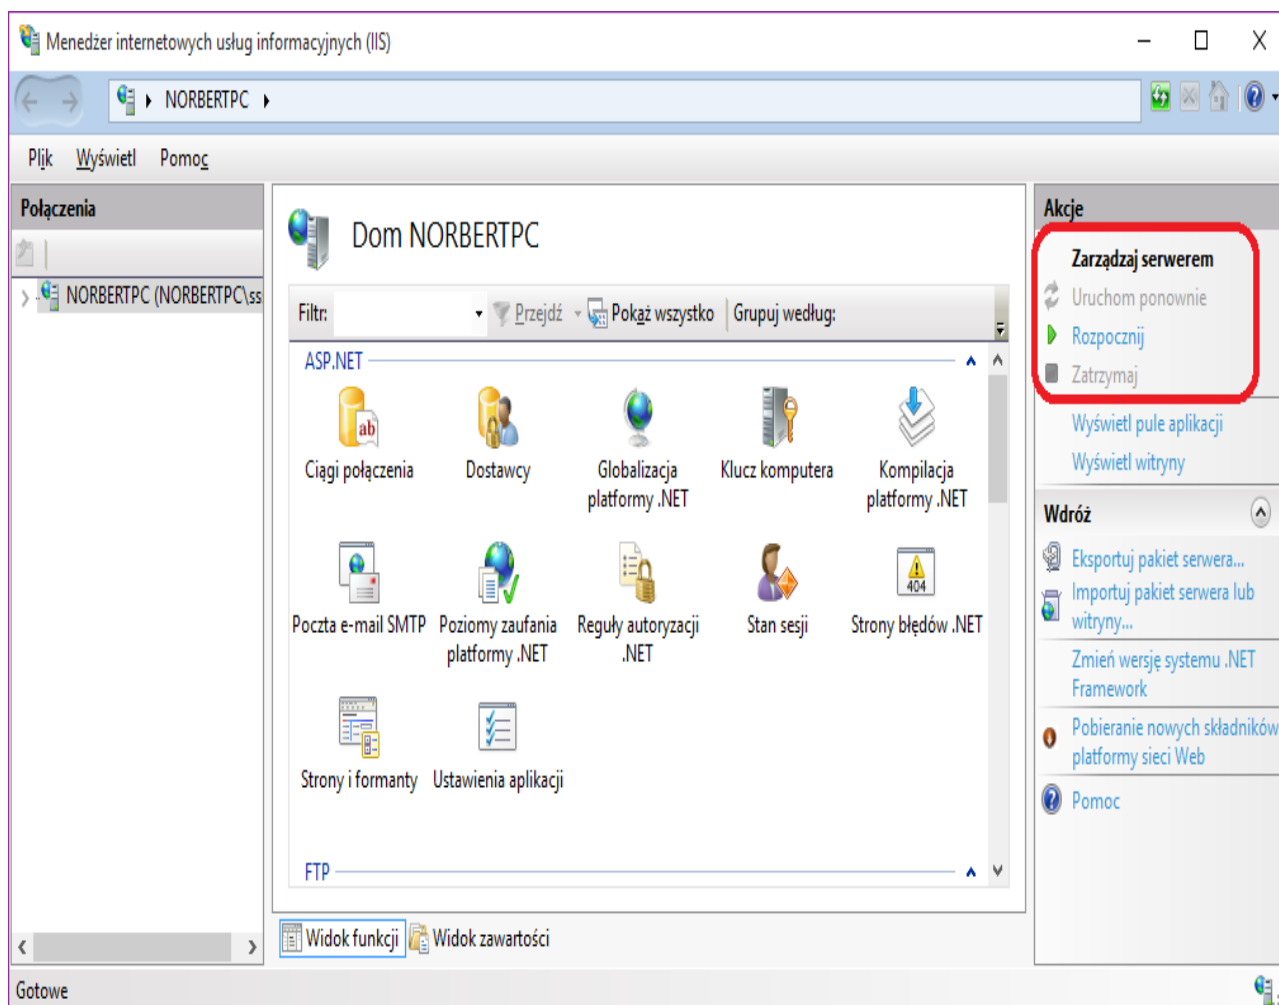 Menedżer internetowych usług informacyjnych (IIS)
NORBERTPC
Plik Wyświetl Pomoc
Połączenia
NORBERTPC (NORBERTPC\ss
Dom NORBERTPC
Filtr: Przejdź Pokaż wszystko Grupuj według:
ASP.NET
ab
Ciągi połączenia
Dostawcy
Globalizacja
platformy .NET
Klucz komputera
Kompilacja
platformy .NET
404
Poczta e-mail SMTP
Poziomy zaufania
platformy .NET
Reguły autoryzacji
.NET
Stan sesji
Strony błędów .NET
Strony i formanty
Ustawienia aplikacji
FTP
Widok funkcji Widok zawartości
Akcje
Zarządzaj serwerem
Uruchom ponownie
Rozpocznij
Zatrzymaj
Wyświetl pule aplikacji
Wyświetl witryny
Wdróż
Eksportuj pakiet serwera...
Importuj pakiet serwera lub
witryny...
Zmień wersję systemu .NET
Framework
Pobieranie nowych składników
platformy sieci Web
Pomoc
Gotowe